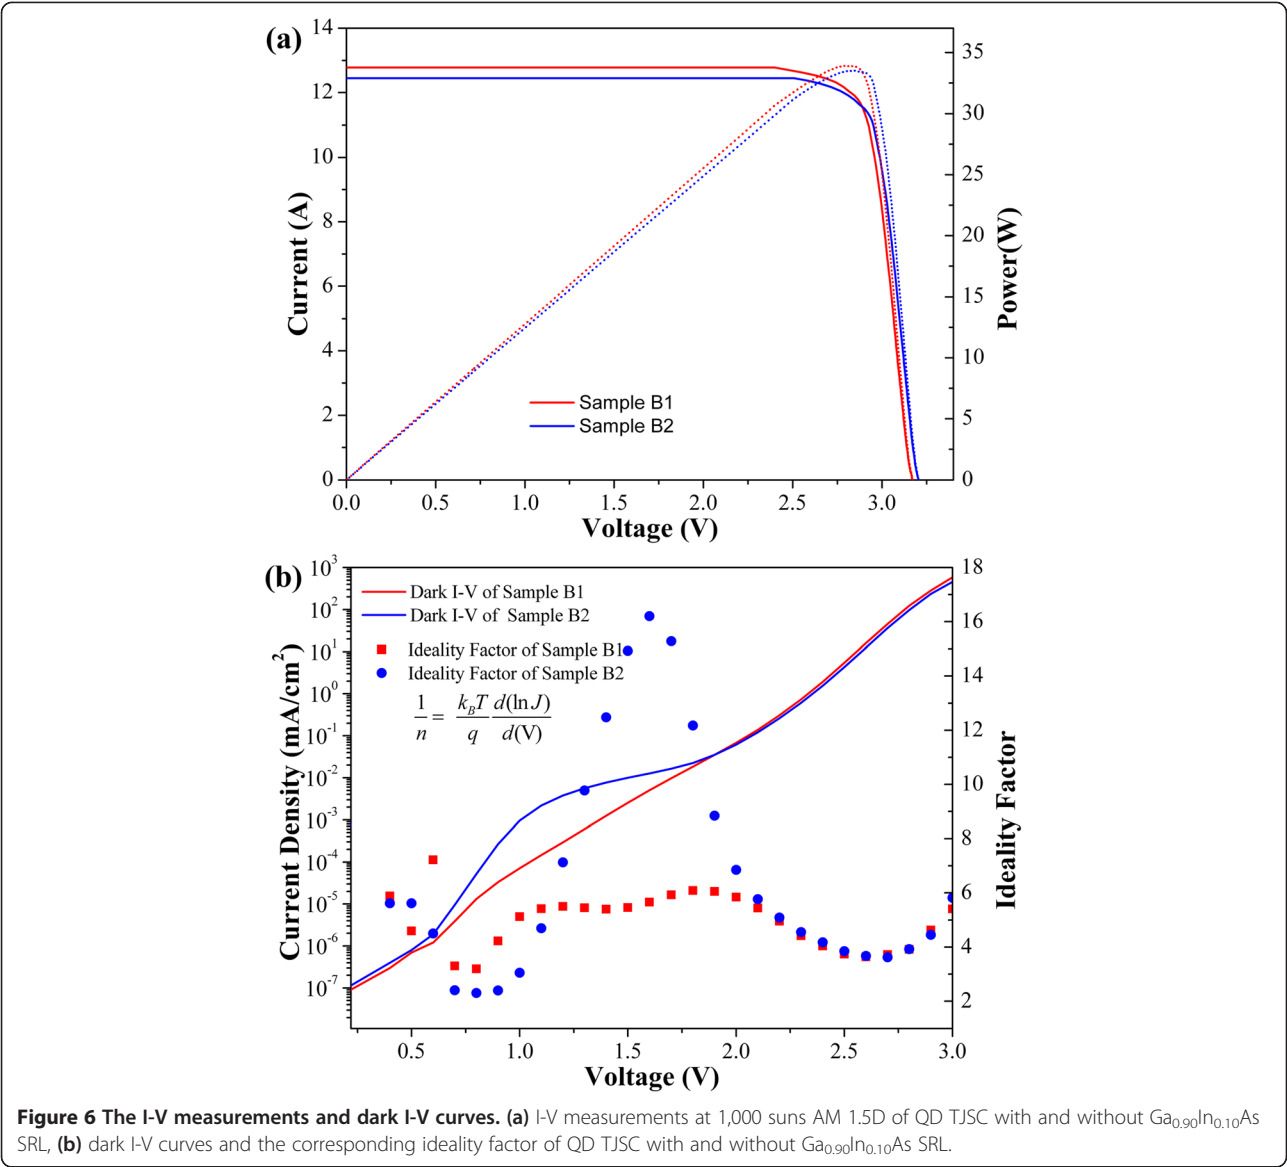 (a)
14
12
10
8
6
4
2
0
Current (A)
35
30
25
20
15
10
5
0
Power(W)
Sample B1
Sample B2
0.0 0.5 1.0 1.5 2.0 2.5 3.0
Voltage (V)
(b)
10^3
10^2
10^1
10^0
10^-1
10^-2
10^-3
10^-4
10^-5
10^-6
10^-7
Current Density (mA/cm^2)
18
16
14
12
10
8
6
4
2
Ideality Factor
Dark I-V of Sample B1
Dark I-V of Sample B2
Ideality Factor of Sample B1
Ideality Factor of Sample B2
1/n = k_BT/q d(ln J)/d(V)
0.5 1.0 1.5 2.0 2.5 3.0
Voltage (V)
Figure 6 The I-V measurements and dark I-V curves. (a) I-V measurements at 1,000 suns AM 1.5D of QD TJSC with and without Ga0.90In0.10As
SRL, (b) dark I-V curves and the corresponding ideality factor of QD TJSC with and without Ga0.90In0.10As SRL.